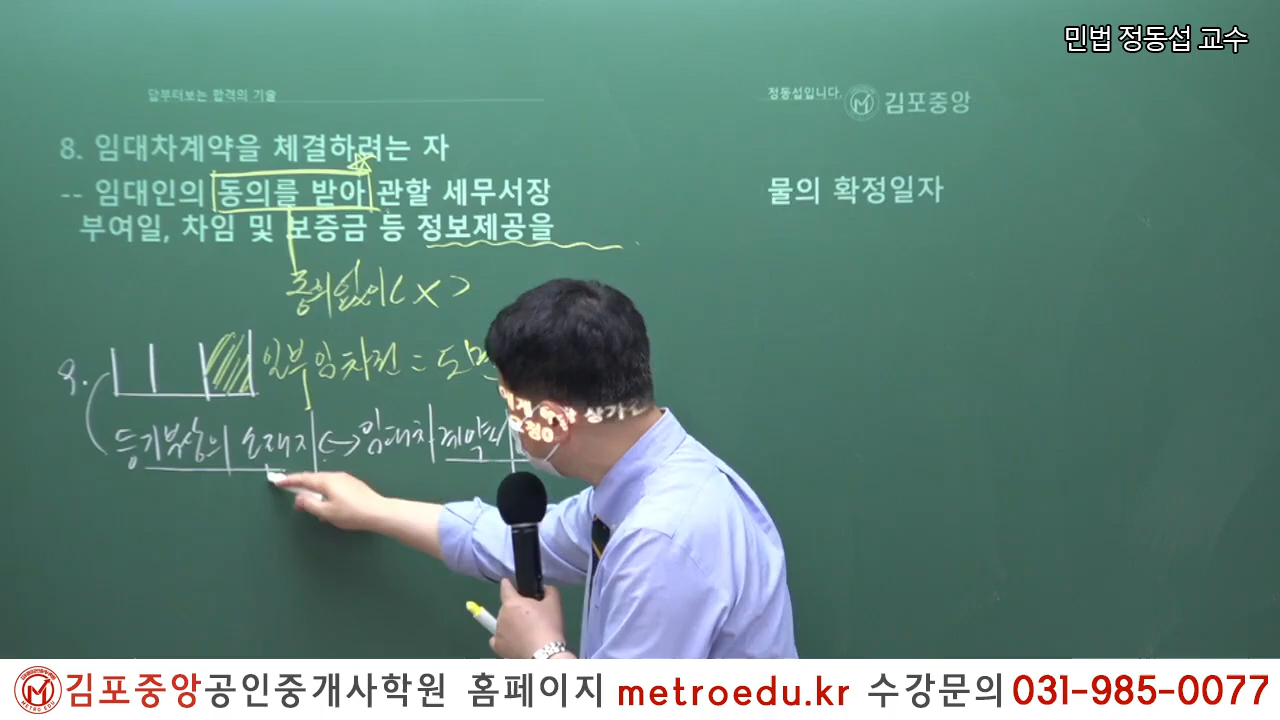 민법 정동섭 교수
답부터보는 합격의 기술
정동섭입니다.
김포중앙
8. 임대차계약을 체결하려는 자
-- 임대인의 동의를 받아 관할 세무서장
물의 확정일자
부여일, 차임 및 보증금 등 정보제공을
동의없이(X)
9. 일부임차권 = 도면
등기부상의 소재지 ↔ 임대차계약서
상가
김포중앙공인중개사학원 홈페이지 metroedu.kr 수강문의 031-985-0077